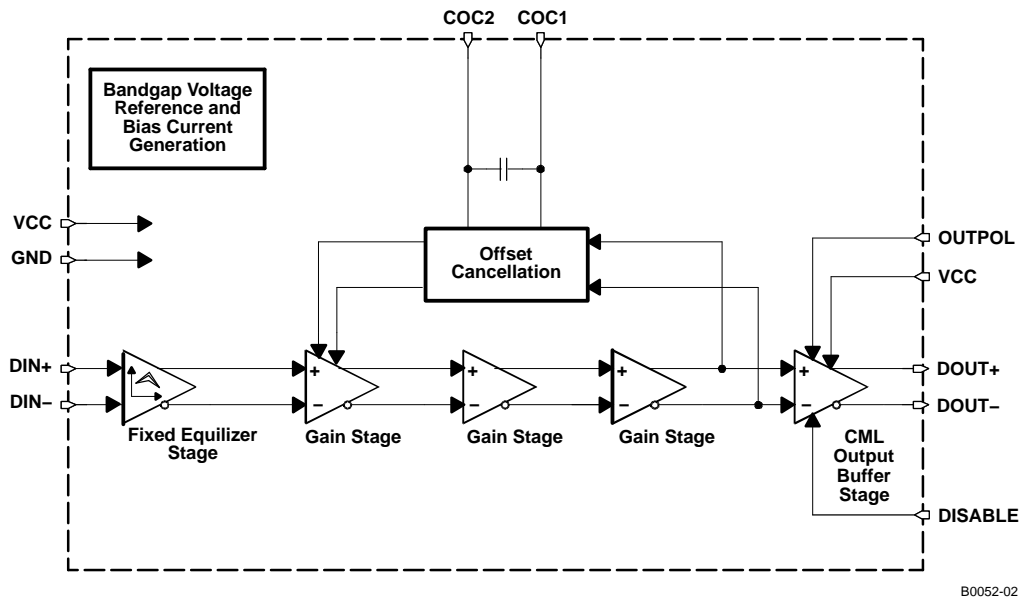 COC2 COC1
Bandgap Voltage
Reference and
Bias Current
Generation
VCC
GND
Offset
Cancellation
OUTPOL
VCC
DIN+
DIN–
+
–
+
–
+
–
+
–
DOUT+
DOUT–
Fixed Equilizer
Stage
Gain Stage
Gain Stage
Gain Stage
CML
Output
Buffer
Stage
DISABLE
B0052-02